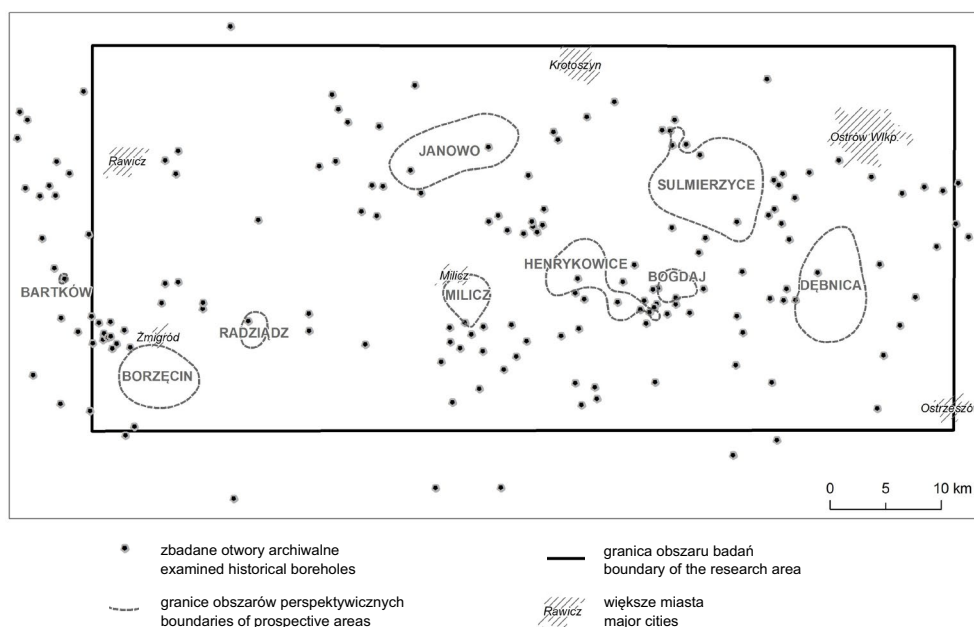 Krotoszyn
Ostrów Wlkp.
Rawicz
JANOWO
SULMIERZYCE
HENRYKOWICE
Milicz
BOGDAJ
MILICZ
DĘBNICA
BARTKÓW
RADZIĄDZ
Żmigród
BORZĘCIN
Ostrzeszów
0 5 10 km
zbadane otwory archiwalne
examined historical boreholes
granica obszaru badań
boundary of the research area
granice obszarów perspektywicznych
boundaries of prospective areas
Rawicz
większe miasta
major cities